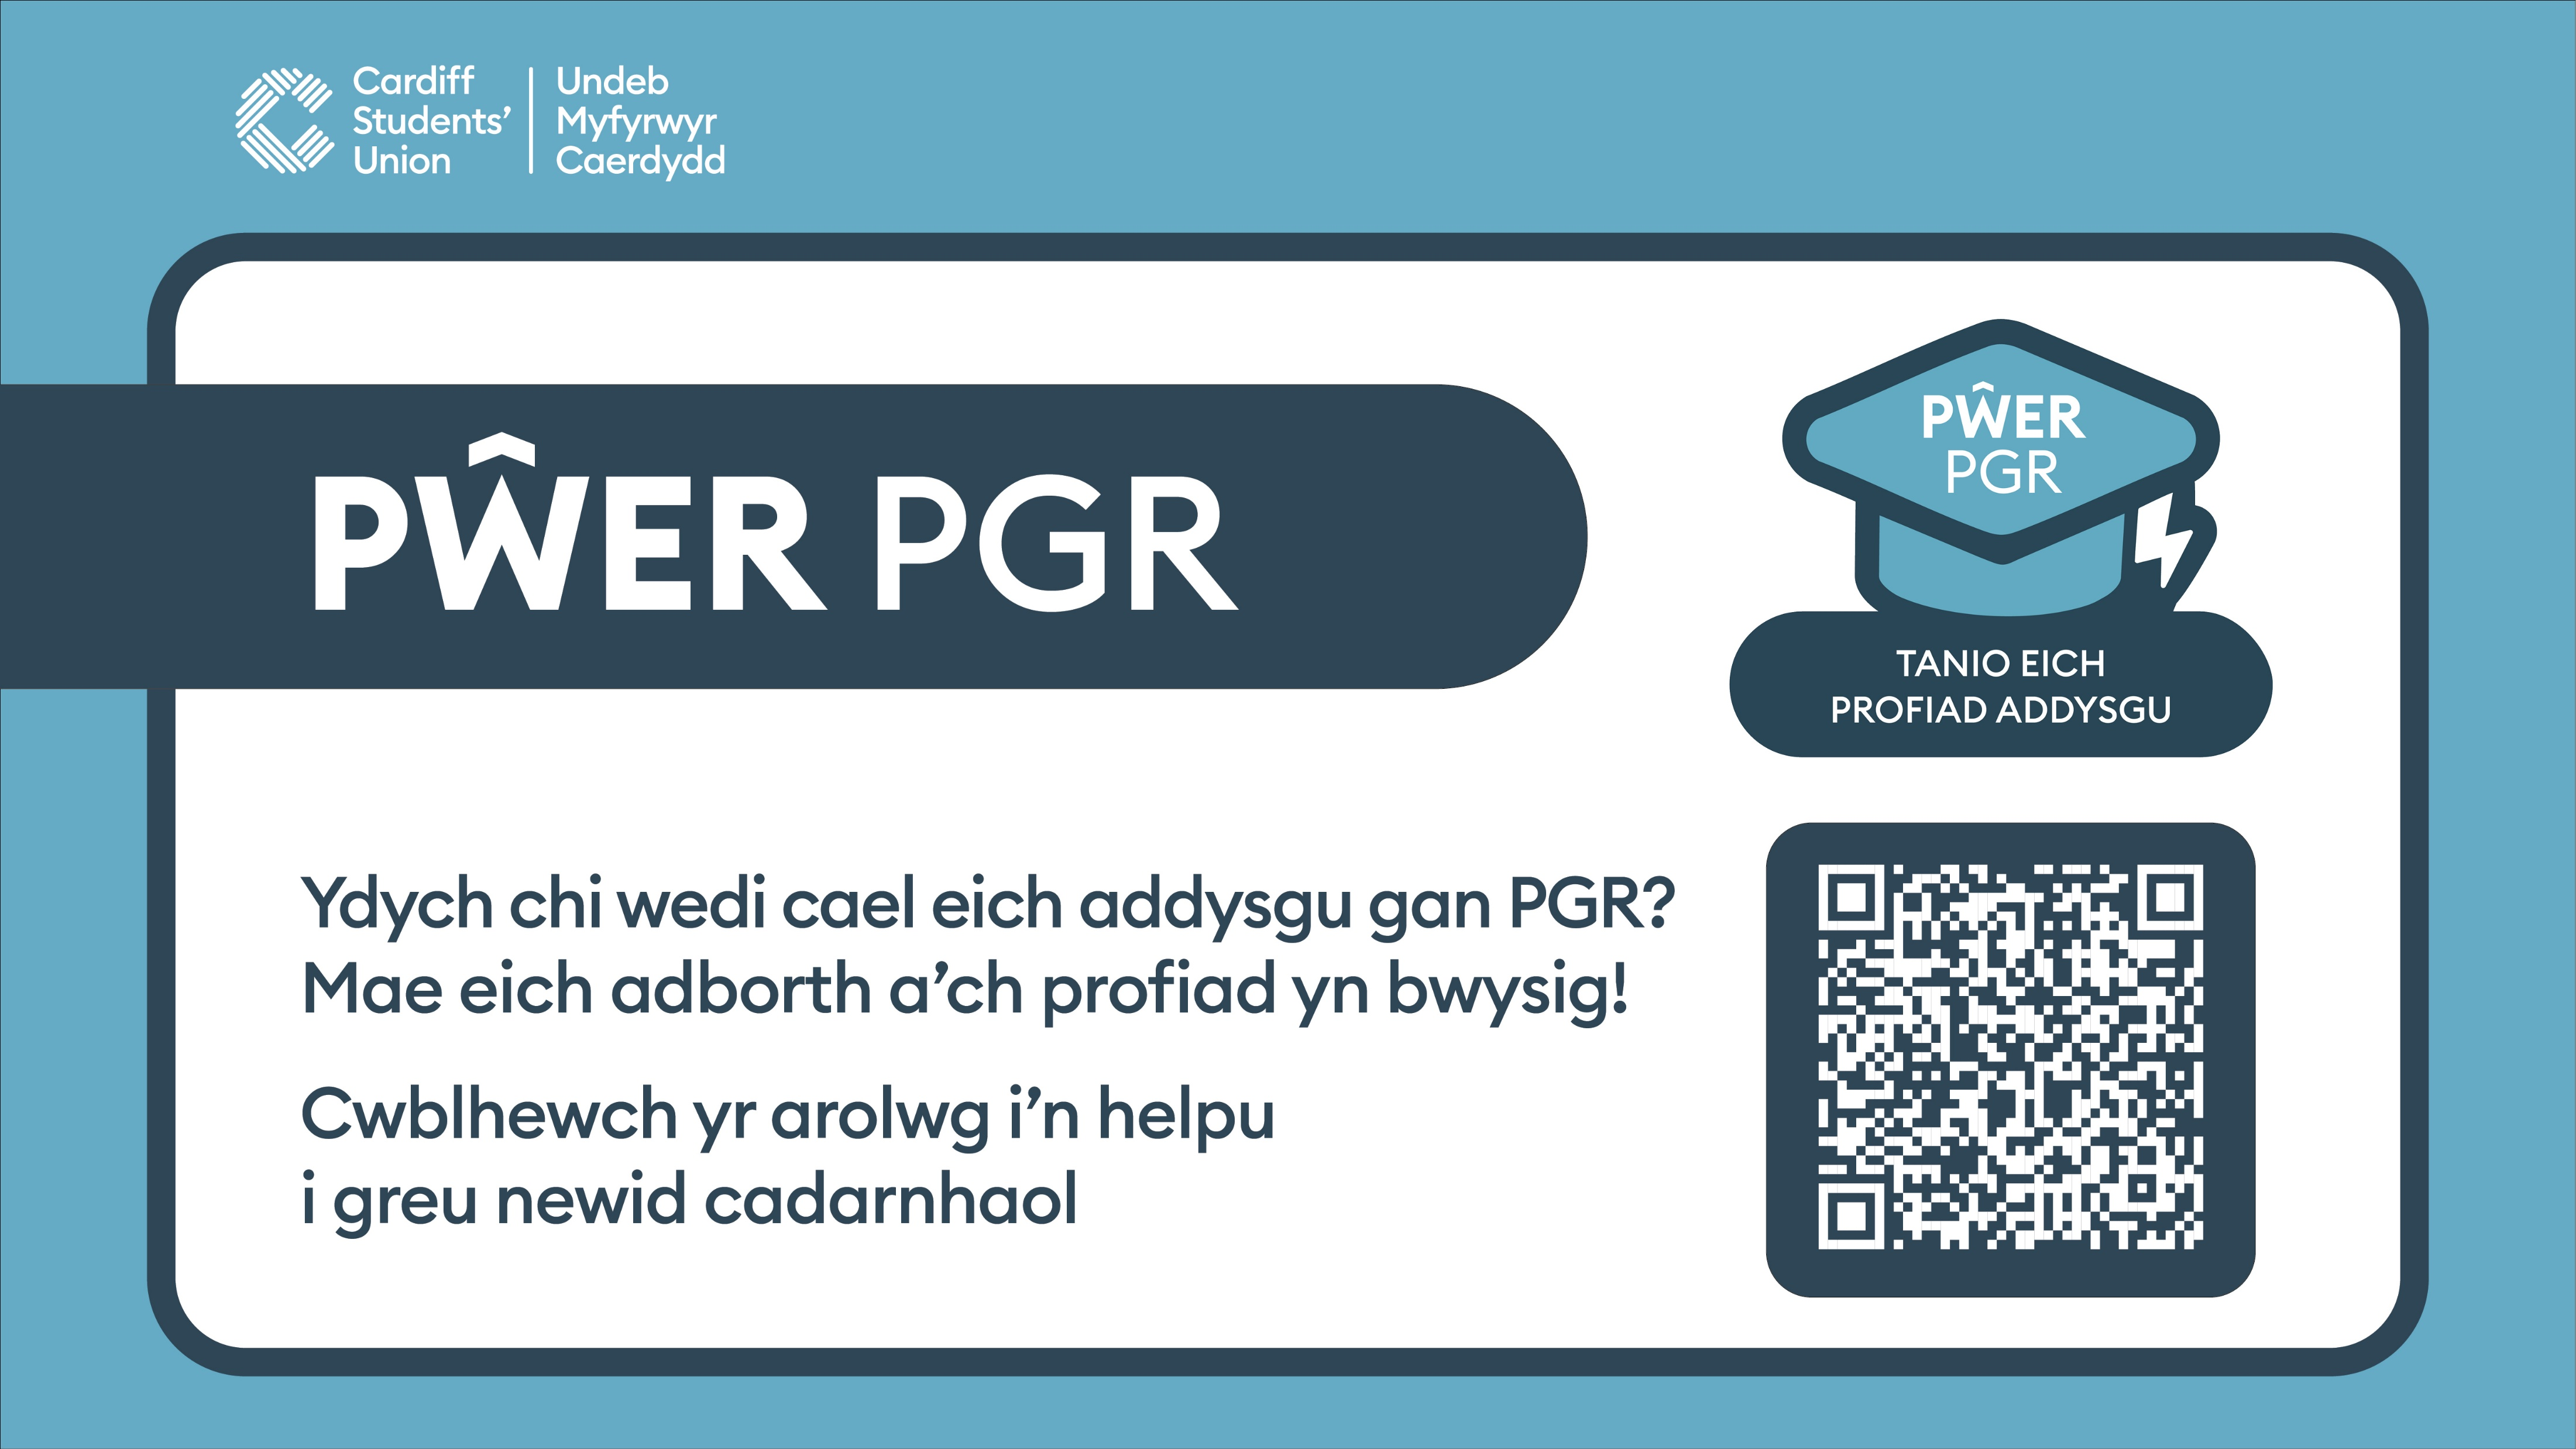 Cardiff
Students’
Union
Undeb
Myfyrwyr
Caerdydd
PŴER PGR
PŴER
PGR
TANIO EICH
PROFIAD ADDYSGU
Ydych chi wedi cael eich addysgu gan PGR?
Mae eich adborth a’ch profiad yn bwysig!
Cwblhewch yr arolwg i’n helpu
i greu newid cadarnhaol